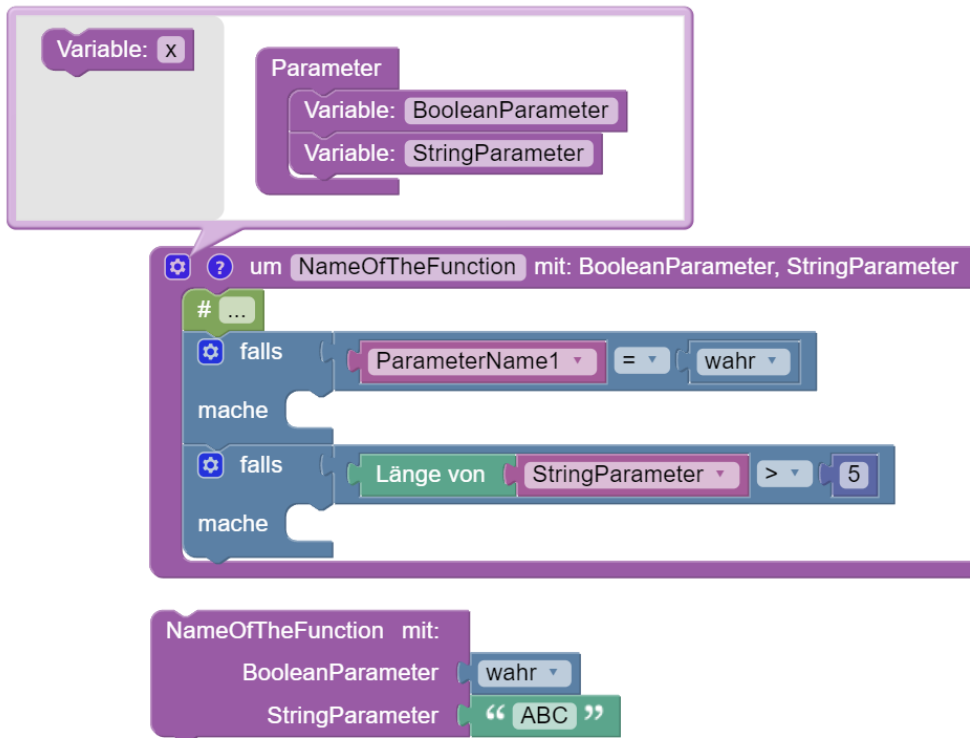 Variable: x
Parameter
Variable: BooleanParameter
Variable: StringParameter
? um NameOfTheFunction mit: BooleanParameter, StringParameter
# ...
falls ParameterName1 = wahr
mache
falls Länge von StringParameter > 5
mache
NameOfTheFunction mit:
BooleanParameter wahr
StringParameter “ ABC ”